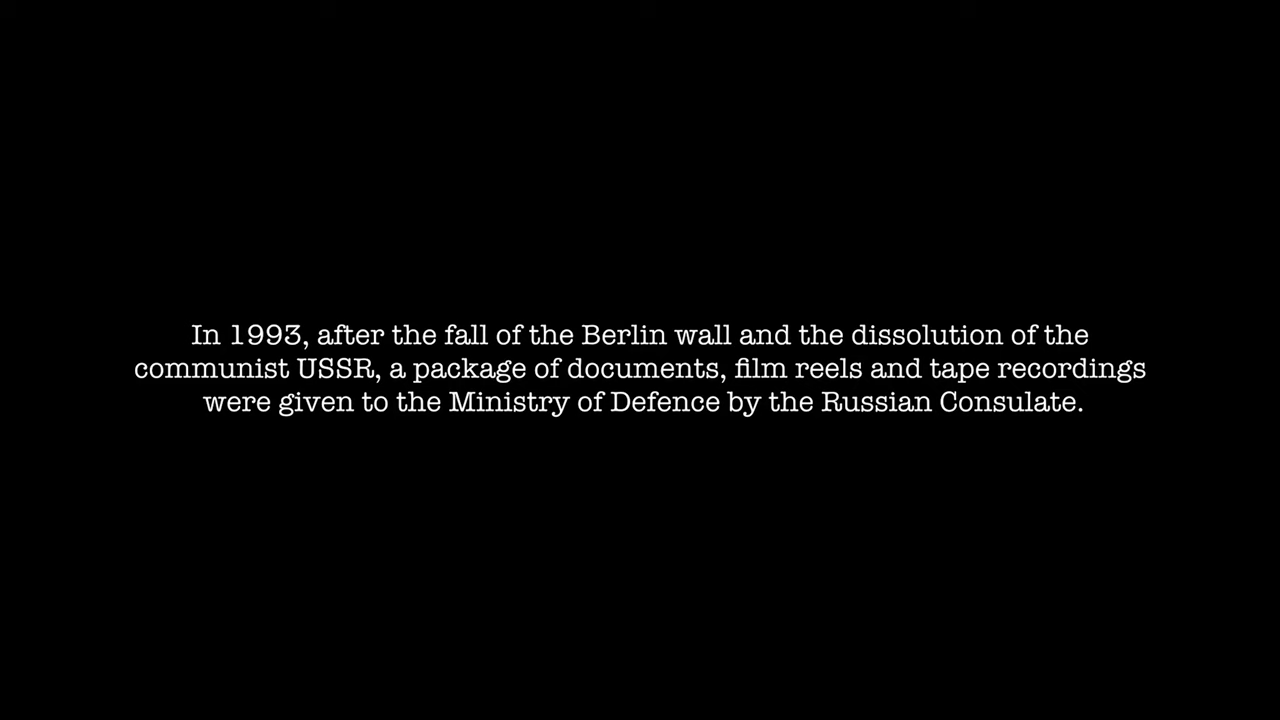 In 1993, after the fall of the Berlin wall and the dissolution of the
communist USSR, a package of documents, film reels and tape recordings
were given to the Ministry of Defence by the Russian Consulate.